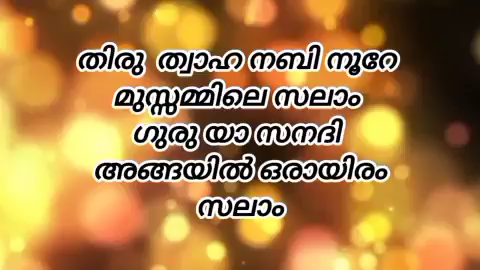 തിരു ത്വാഹ നബി നൂറേ
മുസ്സമ്മിലെ സലാം
ഗുരു യാ സനദി
അങ്ങയിൽ ഒരായിരം
സലാം